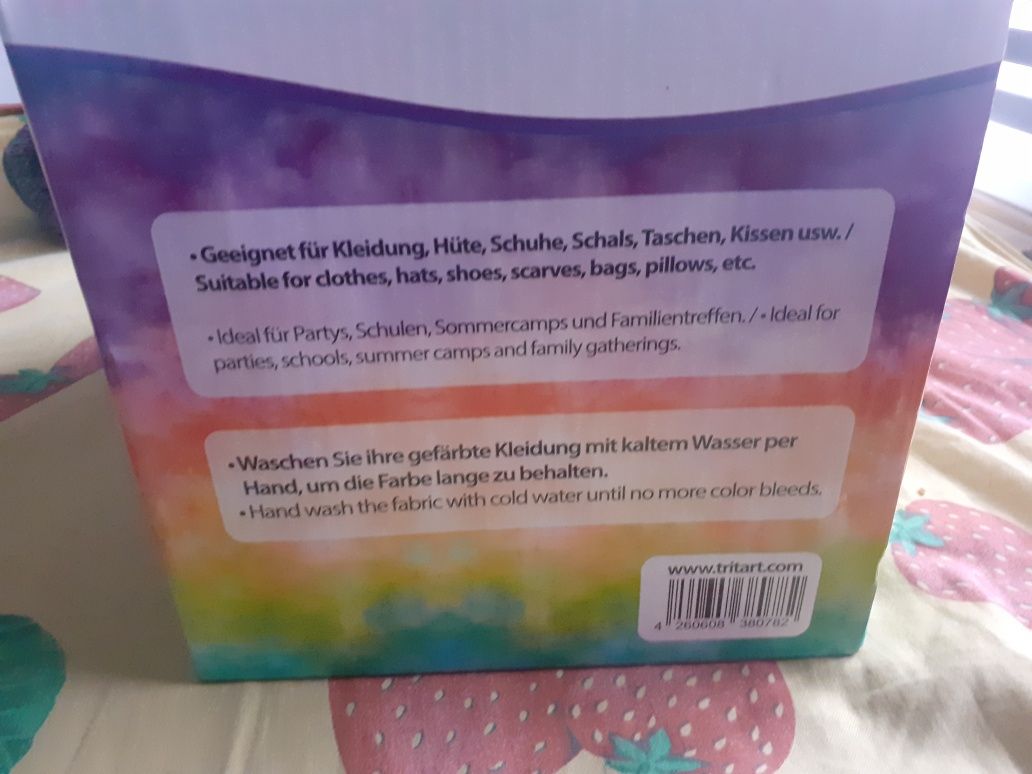 • Geeignet für Kleidung, Hüte, Schuhe, Schals, Taschen, Kissen usw. /
Suitable for clothes, hats, shoes, scarves, bags, pillows, etc.
• Ideal für Partys, Schulen, Sommercamps und Familientreffen. / • Ideal for
parties, schools, summer camps and family gatherings.
• Waschen Sie ihre gefärbte Kleidung mit kaltem Wasser per
Hand, um die Farbe lange zu behalten.
• Hand wash the fabric with cold water until no more color bleeds.
www.tritart.com
4 260608 380782